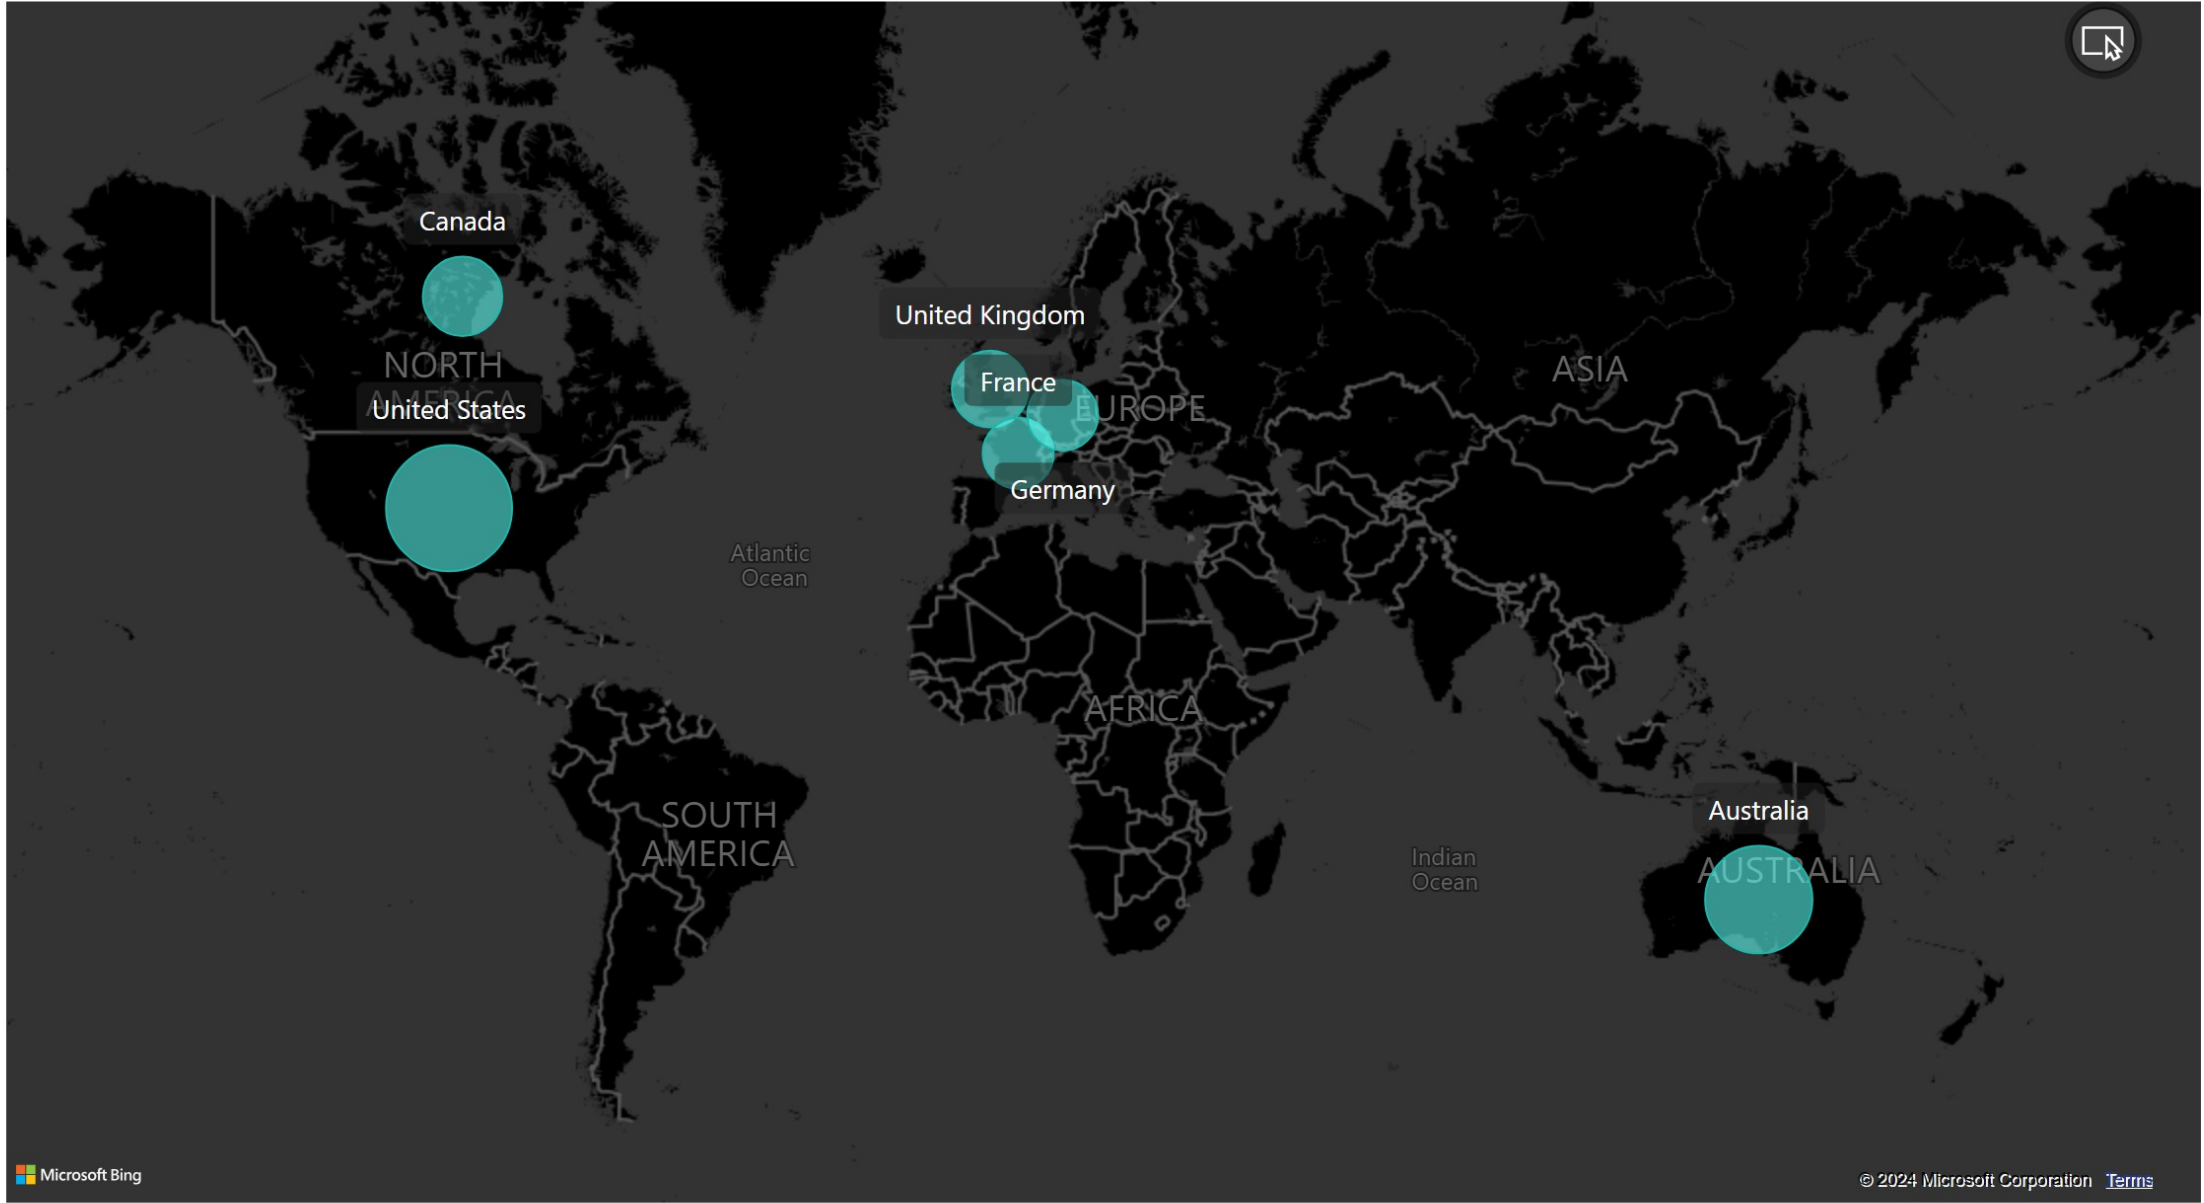 Canada
United Kingdom
NORTH
AMERICA
United States
France
EUROPE
ASIA
Germany
Atlantic
Ocean
AFRICA
SOUTH
AMERICA
Australia
AUSTRALIA
Indian
Ocean
Microsoft Bing
© 2024 Microsoft Corporation Terms